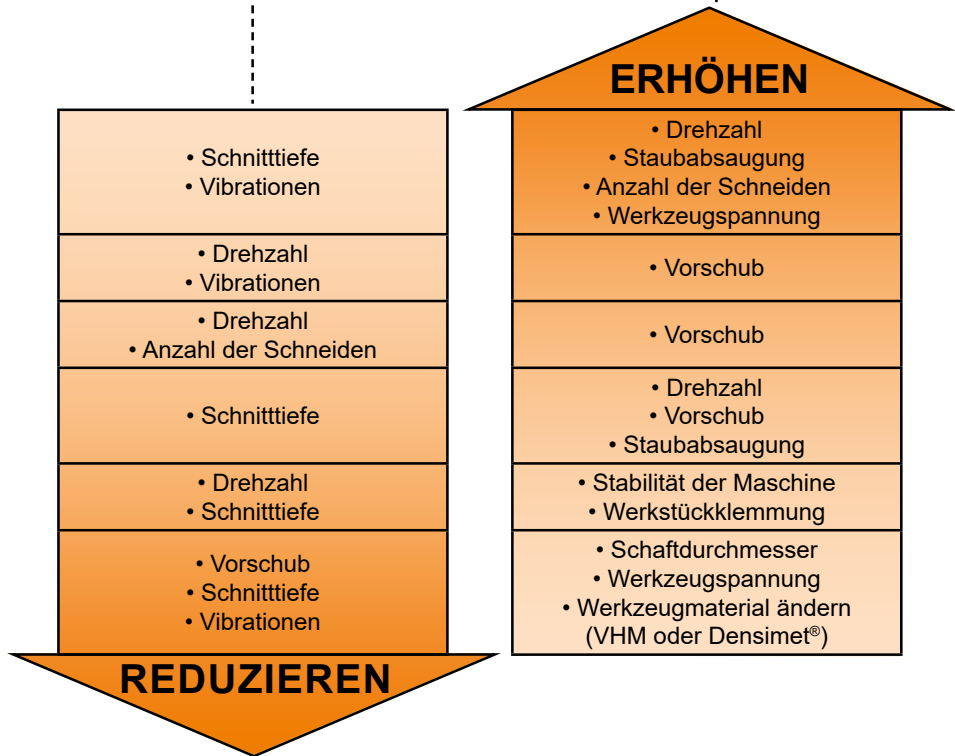 ERHÖHEN
• Schnitttiefe
• Vibrationen
• Drehzahl
• Vibrationen
• Drehzahl
• Anzahl der Schneiden
• Schnitttiefe
• Drehzahl
• Schnitttiefe
• Vorschub
• Schnitttiefe
• Vibrationen
REDUZIEREN
• Drehzahl
• Staubabsaugung
• Anzahl der Schneiden
• Werkzeugspannung
• Vorschub
• Vorschub
• Drehzahl
• Vorschub
• Staubabsaugung
• Stabilität der Maschine
• Werkstückklemmung
• Schaftdurchmesser
• Werkzeugspannung
• Werkzeugmaterial ändern
(VHM oder Densimet®)